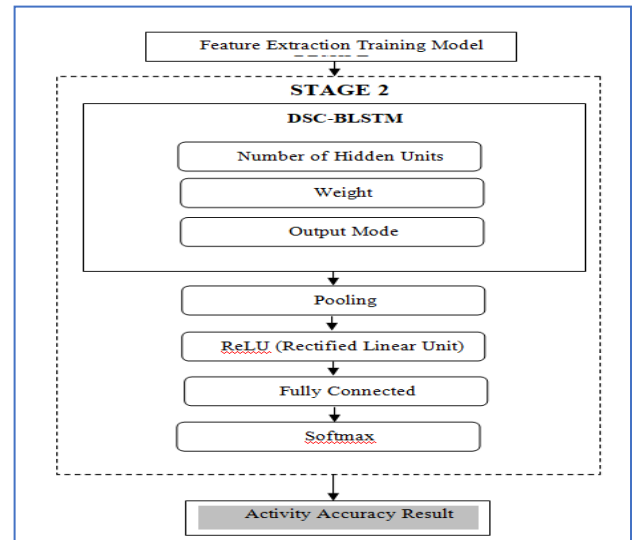 Feature Extraction Training Model
STAGE 2
DSC-BLSTM
Number of Hidden Units
Weight
Output Mode
Pooling
ReLU (Rectified Linear Unit)
Fully Connected
Softmax
Activity Accuracy Result